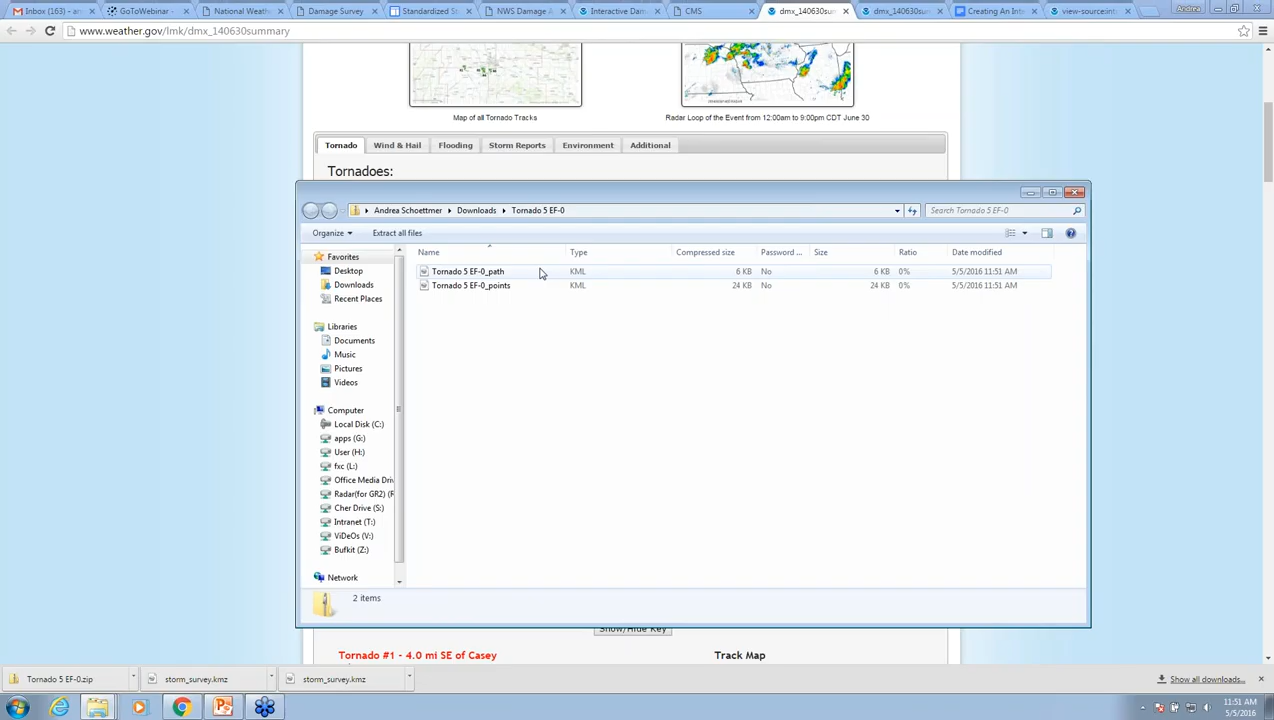 Inbox (163) - an
GoToWebinar -
National Weathe
Damage Survey
Standardized St
NWS Damage A
Interactive Dam
CMS
dmx_140630sum
dmx_140630sum
Creating An Inte
view-source:int
Andrea
www.weather.gov/lmk/dmx_140630summary
Map of all Tornado Tracks
Radar Loop of the Event from 12:00am to 9:00pm CDT June 30
Tornado
Wind & Hail
Flooding
Storm Reports
Environment
Additional
Tornadoes:
Andrea Schoettmer
Downloads
Tornado 5 EF-0
Search Tornado 5 EF-0
Organize
Extract all files
Name
Type
Compressed size
Password ...
Size
Ratio
Date modified
Tornado 5 EF-0_path
KML
6 KB
No
6 KB
0%
5/5/2016 11:51 AM
Tornado 5 EF-0_points
KML
24 KB
No
24 KB
0%
5/5/2016 11:51 AM
Favorites
Desktop
Downloads
Recent Places
Libraries
Documents
Music
Pictures
Videos
Computer
Local Disk (C:)
apps (G:)
User (H:)
fxc (L:)
Office Media Driv
Radar(for GR2) (R
Cher Drive (S:)
Intranet (T:)
ViDeOs (V:)
Bufkit (Z:)
Network
2 items
Show/Hide Key
Tornado #1 - 4.0 mi SE of Casey
Track Map
Tornado 5 EF-0.zip
storm_survey.kmz
storm_survey.kmz
Show all downloads...
11:51 AM
5/5/2016